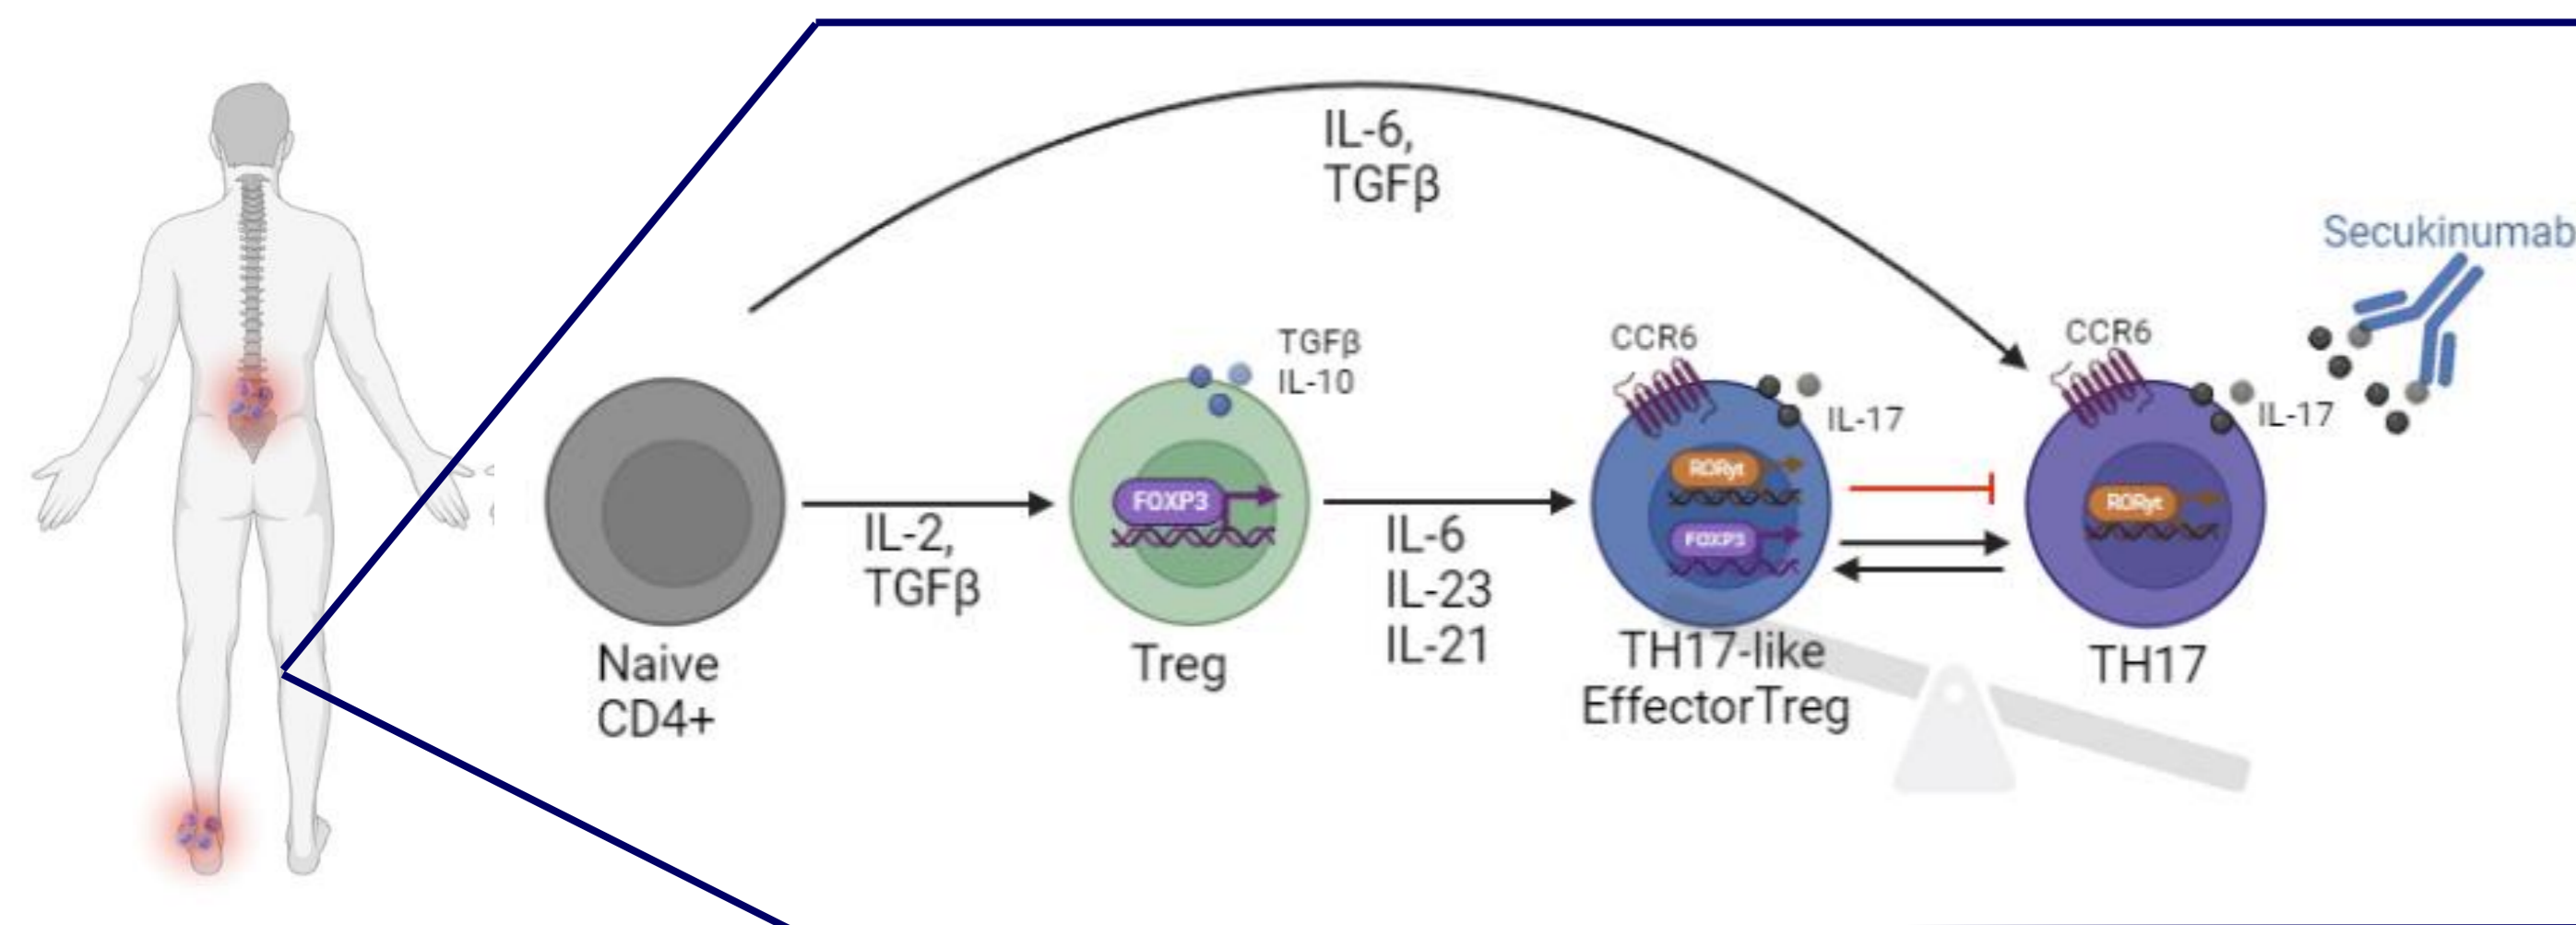 IL-6,
TGFβ
Secukinumab
TGFβ
IL-10
CCR6
IL-17
CCR6
IL-17
FOXP3
RORγt
FOXP3
RORγt
IL-2,
TGFβ
IL-6
IL-23
IL-21
Naive
CD4+
Treg
TH17-like
EffectorTreg
TH17